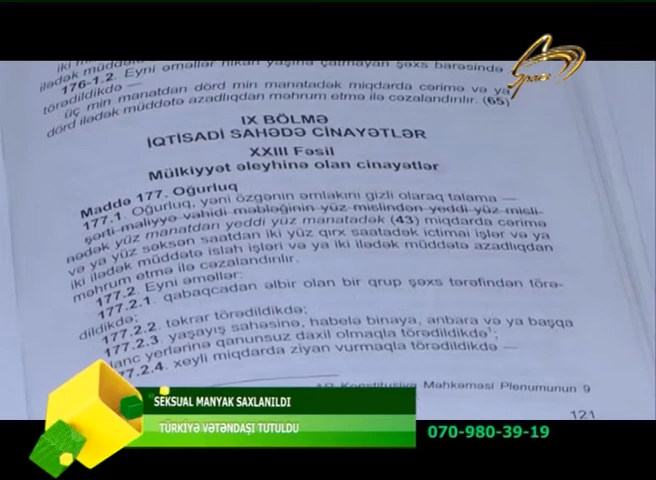 ilədək müddətə
iki nikah yaşına çatmayan şəxs barəsində
176-1.2. Eyni əməllər
törədildikdə —
üç min manatdan dörd min manatadək miqdarda cərimə və ya
dörd ilədək müddətə azadlıqdan məhrum etmə ilə cəzalandırılır. (65)
IX BÖLMƏ
İQTİSADİ SAHƏDƏ CİNAYƏTLƏR
XXIII Fəsil
Mülkiyyət əleyhinə olan cinayətlər
Maddə 177. Oğurluq
177.1. Oğurluq, yəni özgənin əmlakını gizli olaraq talama —
şərti maliyyə vahidi məbləğinin yüz mislindən yeddi yüz misli-
nədək yüz manatdan yeddi yüz manatadək (43) miqdarda cərimə
və ya yüz səksən saatdan iki yüz qırx saatadək ictimai işlər və ya
iki ilədək müddətə islah işləri və ya iki ilədək müddətə azadlıqdan
məhrum etmə ilə cəzalandırılır.
177.2. Eyni əməllər:
177.2.1. qabaqcadan əlbir olan bir qrup şəxs tərəfindən törə-
dildikdə;
177.2.2. təkrar törədildikdə;
177.2.3. yaşayış sahəsinə, habelə binaya, anbara və ya başqa
yerlərinə qanunsuz daxil olmaqla törədildikdə;
177.2.4. xeyli miqdarda ziyan vurmaqla törədildikdə —
Konstitusiya Məhkəməsi Plenumunun 9
121
Space
SEKSUAL MANYAK SAXLANILDI
TÜRKİYƏ VƏTƏNDAŞI TUTULDU
070-980-39-19